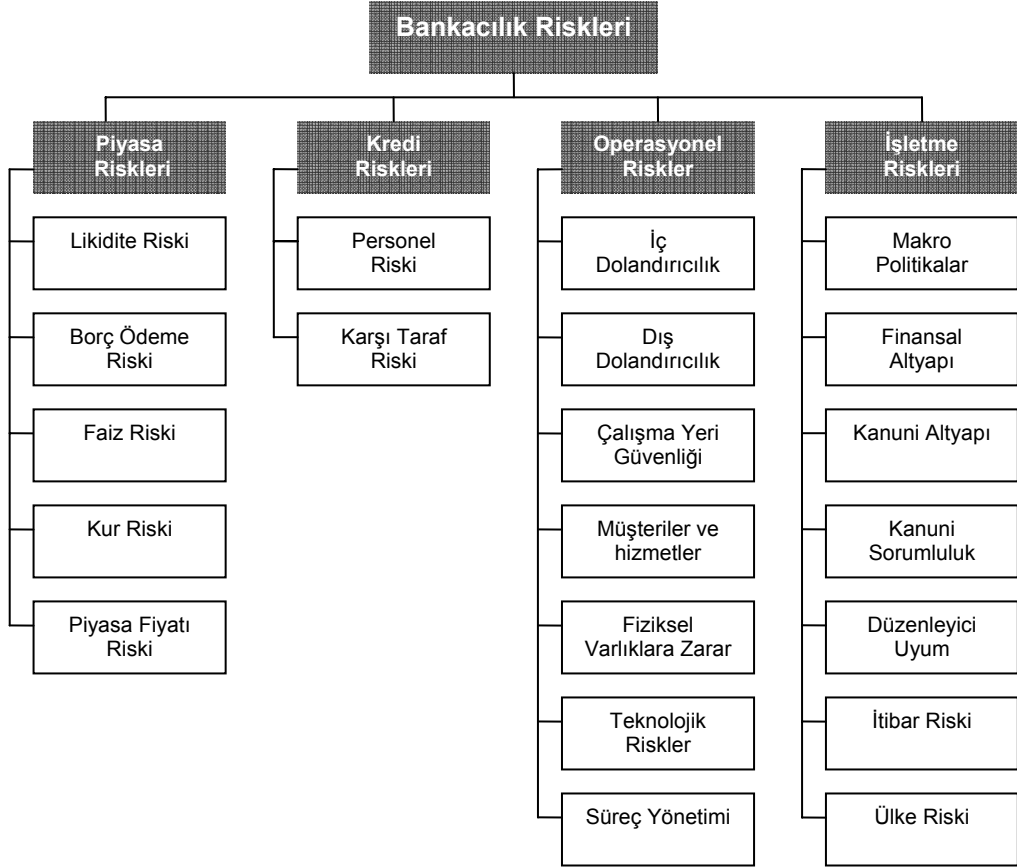 Bankacılık Riskleri
Piyasa
Riskleri
Likidite Riski
Borç Ödeme
Riski
Faiz Riski
Kur Riski
Piyasa Fiyatı
Riski
Kredi
Riskleri
Personel
Riski
Karşı Taraf
Riski
Operasyonel
Riskler
İç
Dolandırıcılık
Dış
Dolandırıcılık
Çalışma Yeri
Güvenliği
Müşteriler ve
hizmetler
Fiziksel
Varlıklara Zarar
Teknolojik
Riskler
Süreç Yönetimi
İşletme
Riskleri
Makro
Politikalar
Finansal
Altyapı
Kanuni Altyapı
Kanuni
Sorumluluk
Düzenleyici
Uyum
İtibar Riski
Ülke Riski